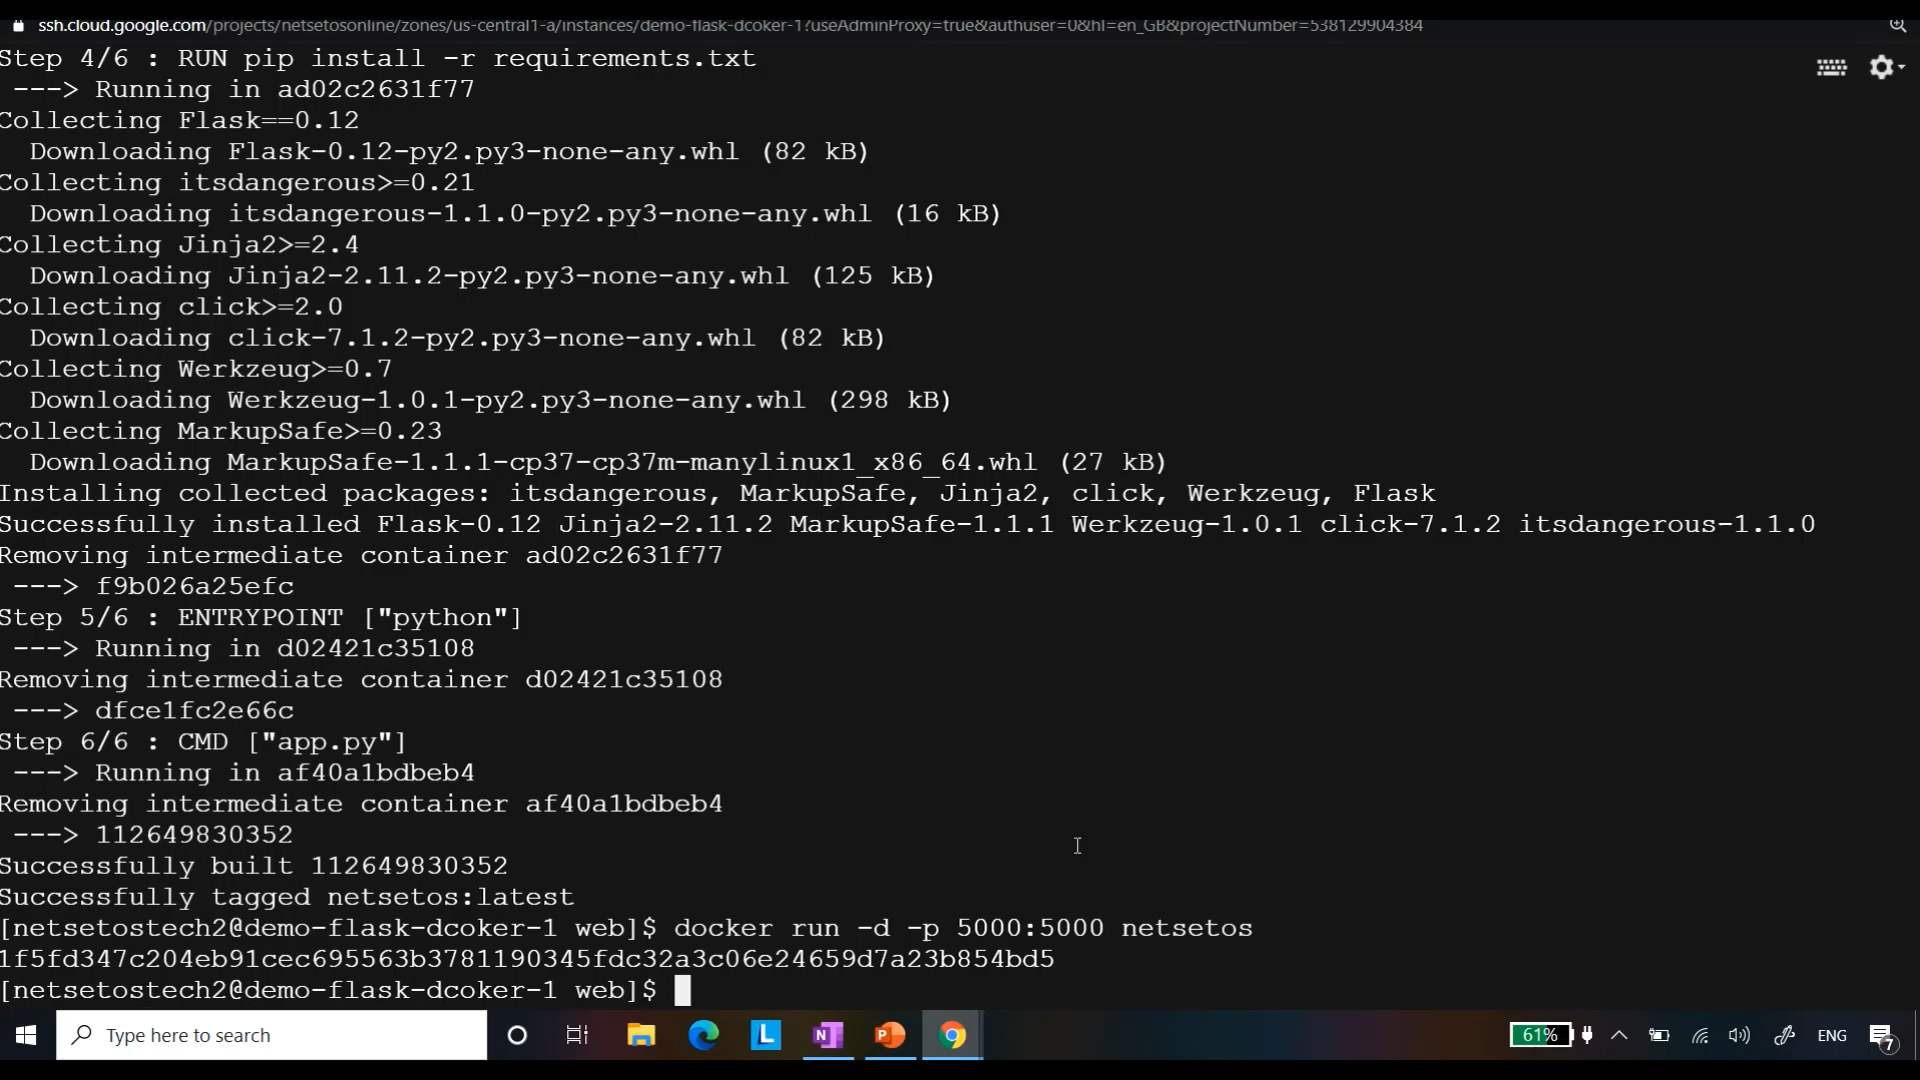 ssh.cloud.google.com/projects/netsetosonline/zones/us-central1-a/instances/demo-flask-dcoker-1?useAdminProxy=true&authuser=0&hl=en_GB&projectNumber=538129904384
Step 4/6 : RUN pip install -r requirements.txt
 ---> Running in ad02c2631f77
Collecting Flask==0.12
  Downloading Flask-0.12-py2.py3-none-any.whl (82 kB)
Collecting itsdangerous>=0.21
  Downloading itsdangerous-1.1.0-py2.py3-none-any.whl (16 kB)
Collecting Jinja2>=2.4
  Downloading Jinja2-2.11.2-py2.py3-none-any.whl (125 kB)
Collecting click>=2.0
  Downloading click-7.1.2-py2.py3-none-any.whl (82 kB)
Collecting Werkzeug>=0.7
  Downloading Werkzeug-1.0.1-py2.py3-none-any.whl (298 kB)
Collecting MarkupSafe>=0.23
  Downloading MarkupSafe-1.1.1-cp37-cp37m-manylinux1_x86_64.whl (27 kB)
Installing collected packages: itsdangerous, MarkupSafe, Jinja2, click, Werkzeug, Flask
Successfully installed Flask-0.12 Jinja2-2.11.2 MarkupSafe-1.1.1 Werkzeug-1.0.1 click-7.1.2 itsdangerous-1.1.0
Removing intermediate container ad02c2631f77
 ---> f9b026a25efc
Step 5/6 : ENTRYPOINT ["python"]
 ---> Running in d02421c35108
Removing intermediate container d02421c35108
 ---> dfce1fc2e66c
Step 6/6 : CMD ["app.py"]
 ---> Running in af40a1bdbeb4
Removing intermediate container af40a1bdbeb4
 ---> 112649830352
Successfully built 112649830352
Successfully tagged netsetos:latest
[netsetostech2@demo-flask-dcoker-1 web]$ docker run -d -p 5000:5000 netsetos
1f5fd347c204eb91cec695563b3781190345fdc32a3c06e24659d7a23b854bd5
[netsetostech2@demo-flask-dcoker-1 web]$
Type here to search
L
N
P
61%
ENG
7